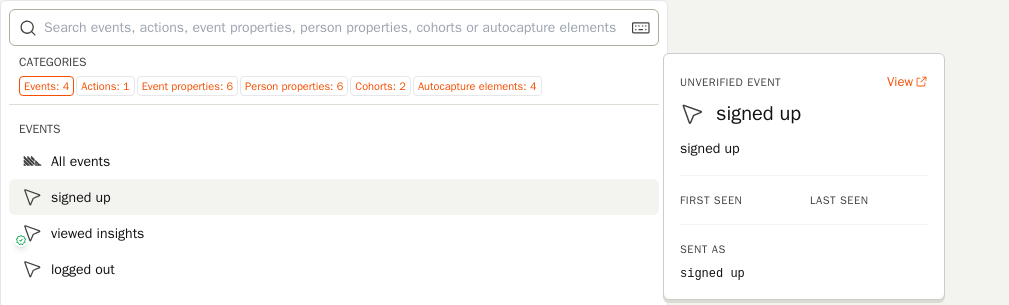 Search events, actions, event properties, person properties, cohorts or autocapture elements
CATEGORIES
Events: 4 Actions: 1 Event properties: 6 Person properties: 6 Cohorts: 2 Autocapture elements: 4
EVENTS
All events
signed up
viewed insights
logged out
UNVERIFIED EVENT View
signed up
signed up
FIRST SEEN LAST SEEN
SENT AS
signed up